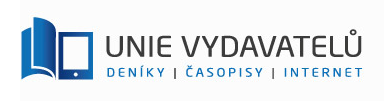 UNIE VYDAVATELŮ
DENÍKY | ČASOPISY | INTERNET